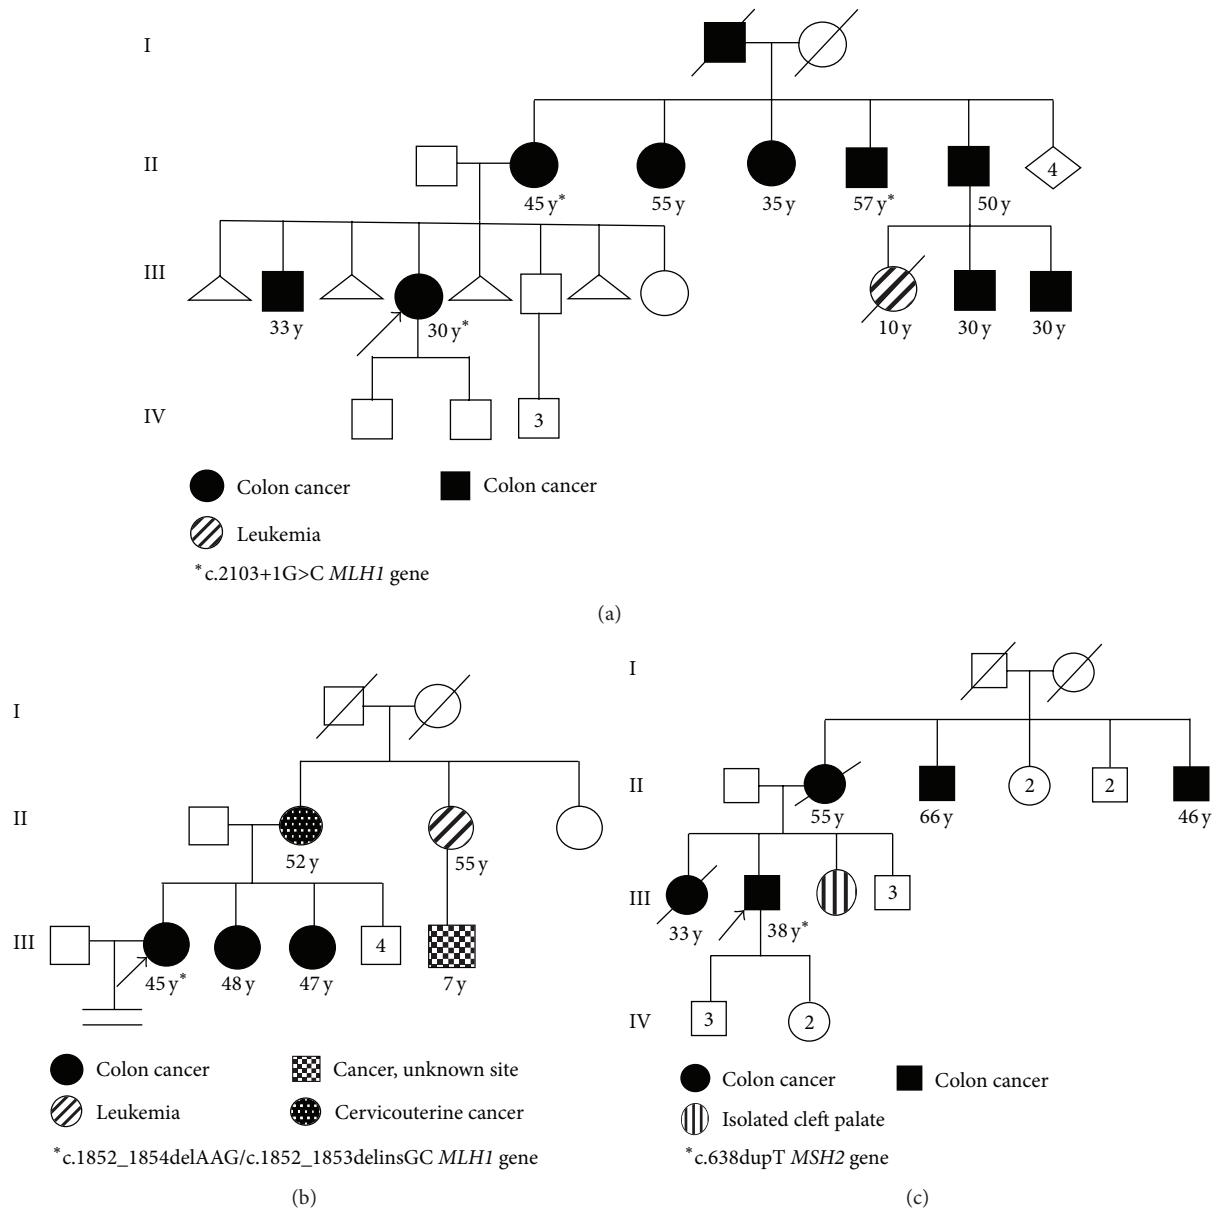 I
II
4
45 y*
55 y
35 y
57 y*
50 y
III
33 y
30 y*
10 y
30 y
30 y
IV
3
Colon cancer
Colon cancer
Leukemia
*c.2103+1G>C MLH1 gene
(a)
I
II
52 y
55 y
III
4
45 y*
48 y
47 y
7 y
Colon cancer
Cancer, unknown site
Leukemia
Cervicouterine cancer
*c.1852_1854delAAG/c.1852_1853delinsGC MLH1 gene
(b)
I
II
2
2
55 y
66 y
46 y
III
3
33 y
38 y*
IV
3
2
Colon cancer
Colon cancer
Isolated cleft palate
*c.638dupT MSH2 gene
(c)